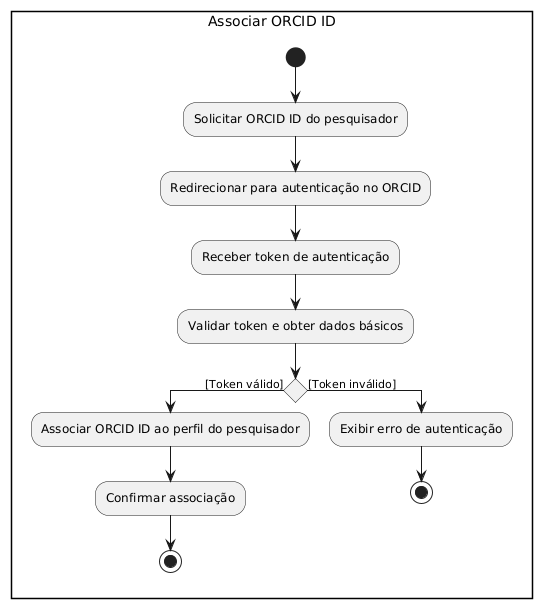 Associar ORCID ID
Solicitar ORCID ID do pesquisador
Redirecionar para autenticação no ORCID
Receber token de autenticação
Validar token e obter dados básicos
[Token válido]
[Token inválido]
Associar ORCID ID ao perfil do pesquisador
Exibir erro de autenticação
Confirmar associação